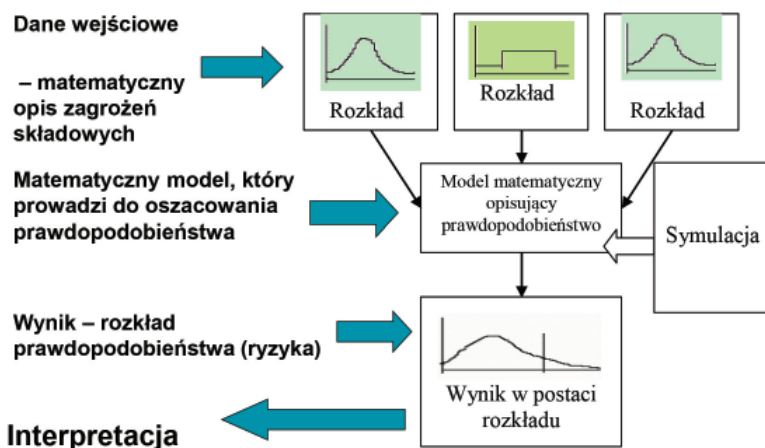 Dane wejściowe
– matematyczny
opis zagrożeń
składowych
Rozkład
Rozkład
Rozkład
Matematyczny model, który
prowadzi do oszacowania
prawdopodobieństwa
Model matematyczny
opisujący
prawdopodobieństwo
Symulacja
Wynik – rozkład
prawdopodobieństwa (ryzyka)
Wynik w postaci
rozkładu
Interpretacja